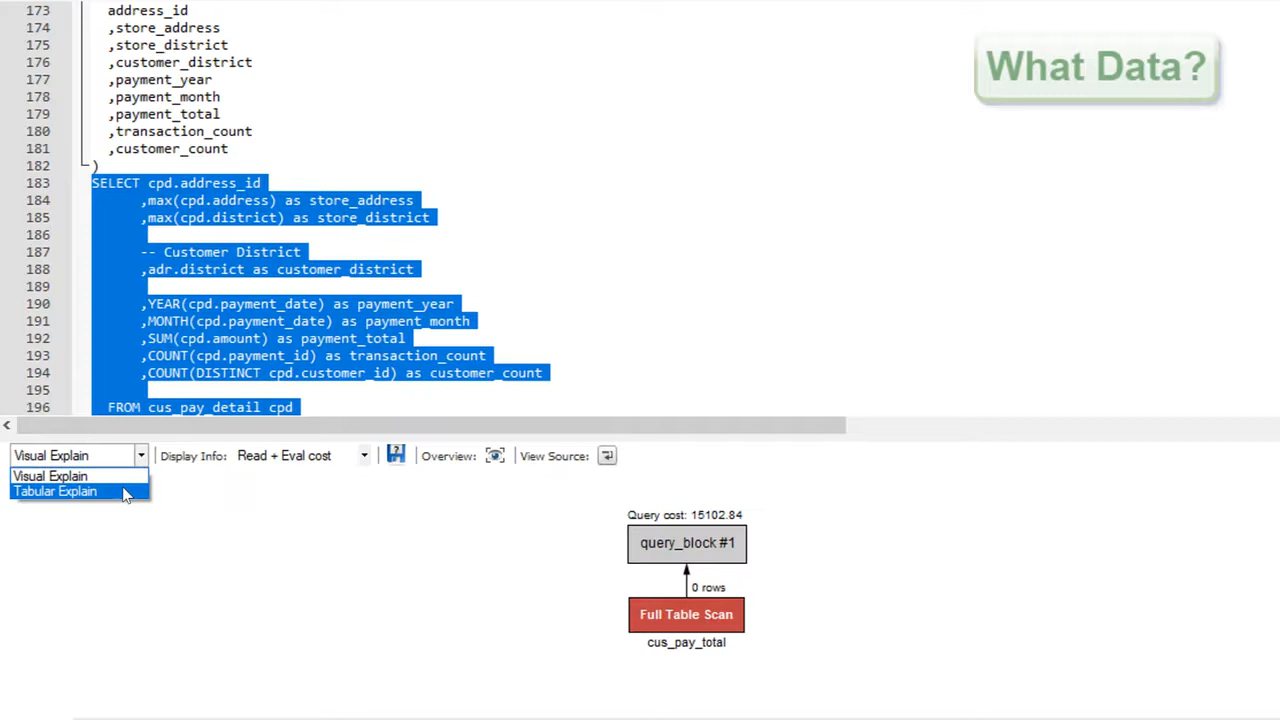 173 address_id
174 ,store_address
175 ,store_district
176 ,customer_district
177 ,payment_year
178 ,payment_month
179 ,payment_total
180 ,transaction_count
181 ,customer_count
182 )
183 SELECT cpd.address_id
184 ,max(cpd.address) as store_address
185 ,max(cpd.district) as store_district
186
187 -- Customer District
188 ,adr.district as customer_district
189
190 ,YEAR(cpd.payment_date) as payment_year
191 ,MONTH(cpd.payment_date) as payment_month
192 ,SUM(cpd.amount) as payment_total
193 ,COUNT(cpd.payment_id) as transaction_count
194 ,COUNT(DISTINCT cpd.customer_id) as customer_count
195
196 FROM cus_pay_detail cpd
What Data?
Visual Explain Display Info: Read + Eval cost Overview: View Source:
Visual Explain
Tabular Explain
Query cost: 15102.84
query_block #1
0 rows
Full Table Scan
cus_pay_total